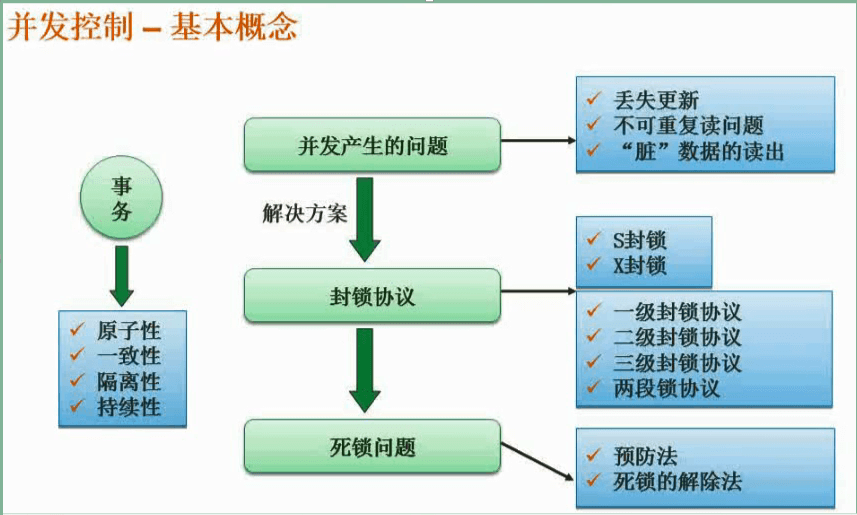 并发控制 – 基本概念
事
务
✓ 原子性
✓ 一致性
✓ 隔离性
✓ 持续性
并发产生的问题
✓ 丢失更新
✓ 不可重复读问题
✓ “脏”数据的读出
解决方案
封锁协议
✓ S封锁
✓ X封锁
✓ 一级封锁协议
✓ 二级封锁协议
✓ 三级封锁协议
✓ 两段锁协议
死锁问题
✓ 预防法
✓ 死锁的解除法